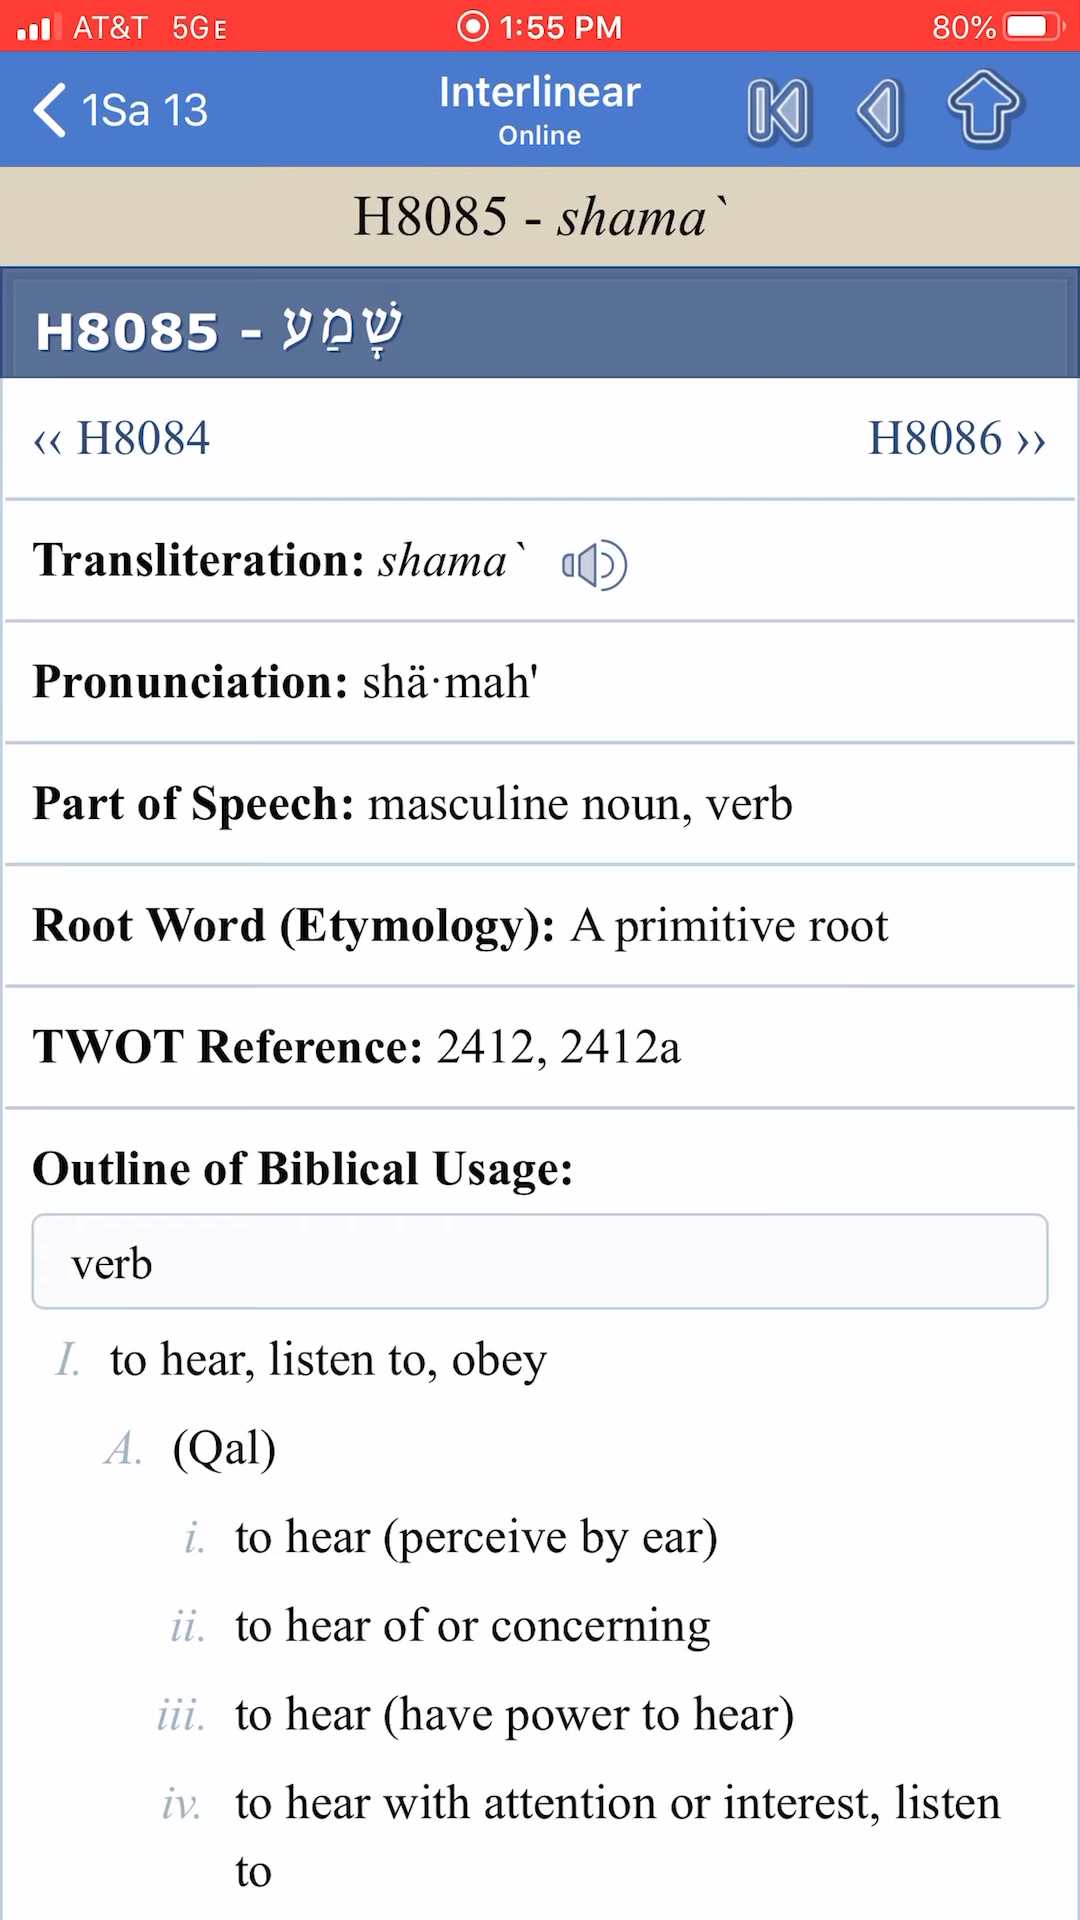 AT&T 5GE 1:55 PM 80%
1Sa 13 Interlinear
Online
H8085 - shama`
H8085 - שָׁמַע
‹‹ H8084 H8086 ››
Transliteration: shama`
Pronunciation: shä·mah'
Part of Speech: masculine noun, verb
Root Word (Etymology): A primitive root
TWOT Reference: 2412, 2412a
Outline of Biblical Usage:
verb
I. to hear, listen to, obey
A. (Qal)
i. to hear (perceive by ear)
ii. to hear of or concerning
iii. to hear (have power to hear)
iv. to hear with attention or interest, listen
to